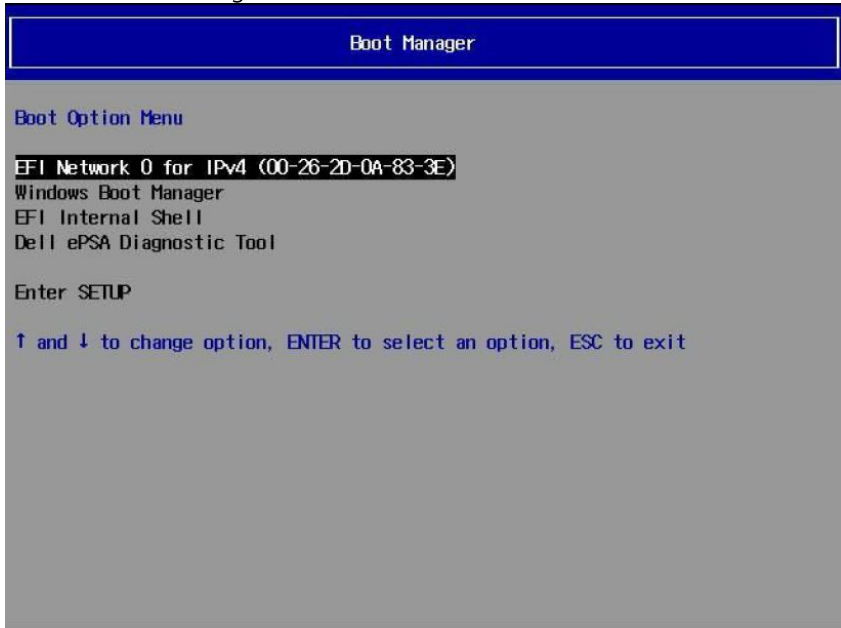 Boot Manager
Boot Option Menu
EFI Network 0 for IPv4 (00-26-2D-0A-83-3E)
Windows Boot Manager
EFI Internal Shell
Dell ePSA Diagnostic Tool
Enter SETUP
↑ and ↓ to change option, ENTER to select an option, ESC to exit